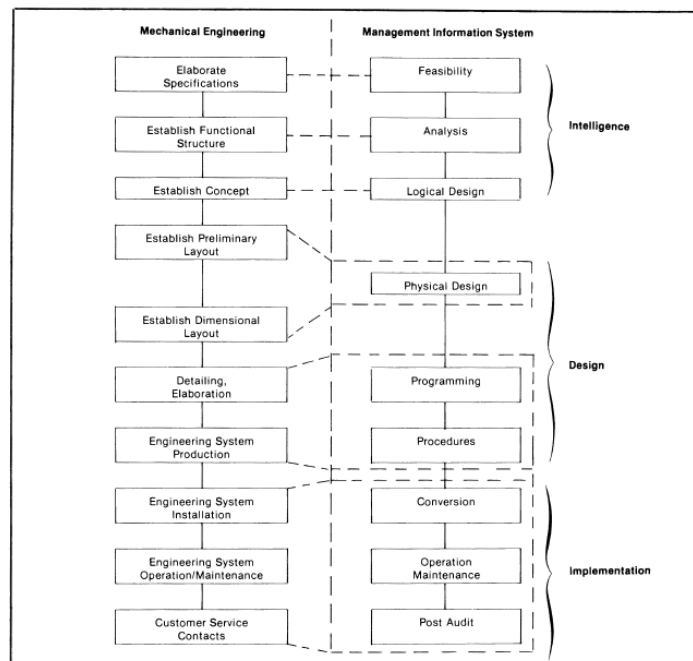 Mechanical Engineering
Management Information System
Elaborate
Specifications
Feasibility
Establish Functional
Structure
Analysis
Intelligence
Establish Concept
Logical Design
Establish Preliminary
Layout
Physical Design
Establish Dimensional
Layout
Design
Detailing,
Elaboration
Programming
Engineering System
Production
Procedures
Engineering System
Installation
Conversion
Engineering System
Operation/Maintenance
Operation
Maintenance
Implementation
Customer Service
Contacts
Post Audit